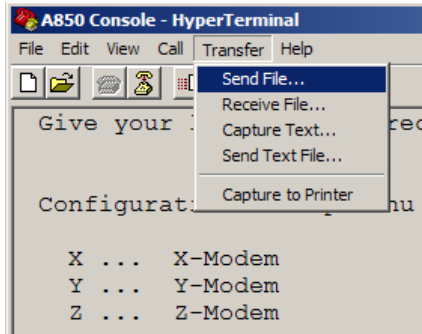 A850 Console - HyperTerminal
File Edit View Call Transfer Help
Send File...
Receive File...
Capture Text...
Send Text File...
Capture to Printer
Give your
Configurat
X ... X-Modem
Y ... Y-Modem
Z ... Z-Modem